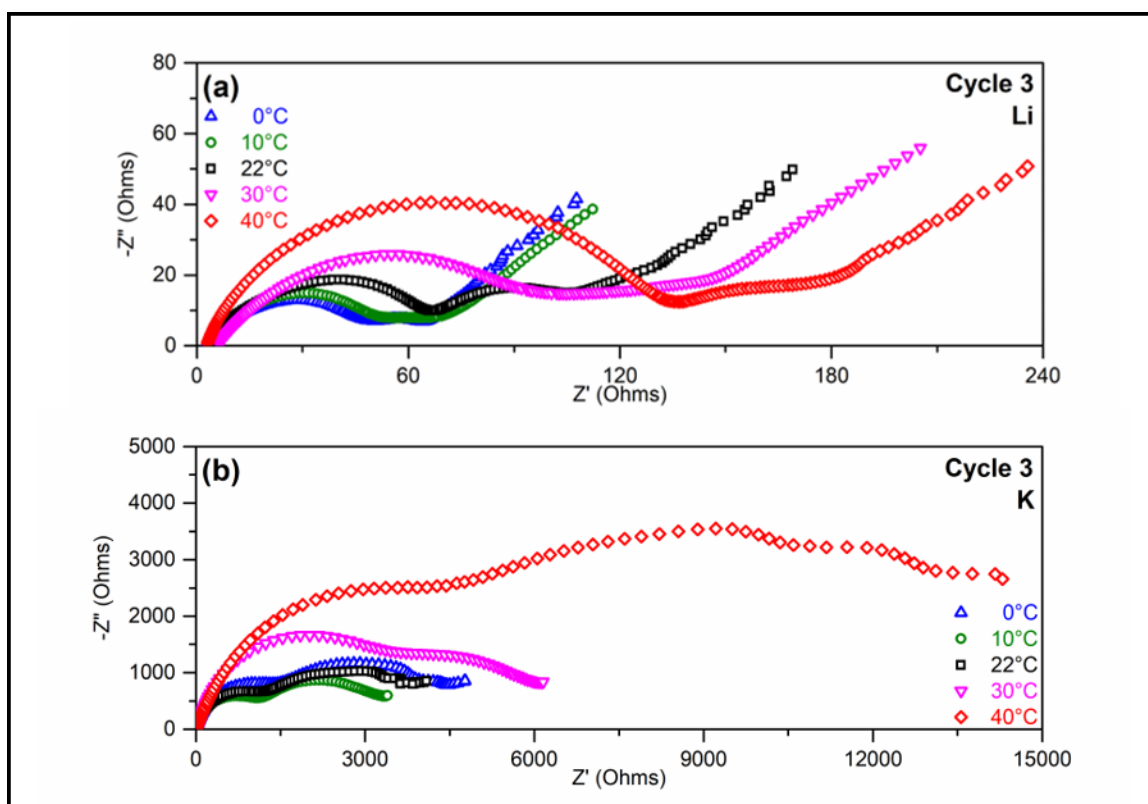 (a)
Cycle 3
Li
0°C
10°C
22°C
30°C
40°C
-Z" (Ohms)
80
60
40
20
0
0 60 120 180 240
Z' (Ohms)
(b)
Cycle 3
K
0°C
10°C
22°C
30°C
40°C
-Z" (Ohms)
5000
4000
3000
2000
1000
0
0 3000 6000 9000 12000 15000
Z' (Ohms)